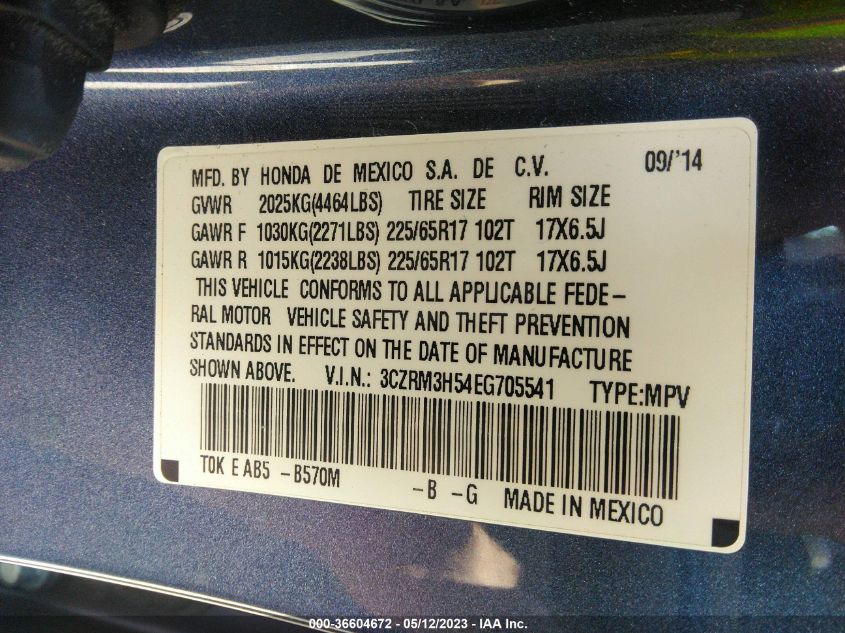 MFD. BY HONDA DE MEXICO S.A. DE C.V. 09/'14
GVWR 2025KG(4464LBS) TIRE SIZE RIM SIZE
GAWR F 1030KG(2271LBS) 225/65R17 102T 17X6.5J
GAWR R 1015KG(2238LBS) 225/65R17 102T 17X6.5J
THIS VEHICLE CONFORMS TO ALL APPLICABLE FEDE-
RAL MOTOR VEHICLE SAFETY AND THEFT PREVENTION
STANDARDS IN EFFECT ON THE DATE OF MANUFACTURE
SHOWN ABOVE. V.I.N.: 3CZRM3H54EG705541 TYPE:MPV
T0K E AB5 -B570M -B -G MADE IN MEXICO
000-36604672 - 05/12/2023 - IAA Inc.